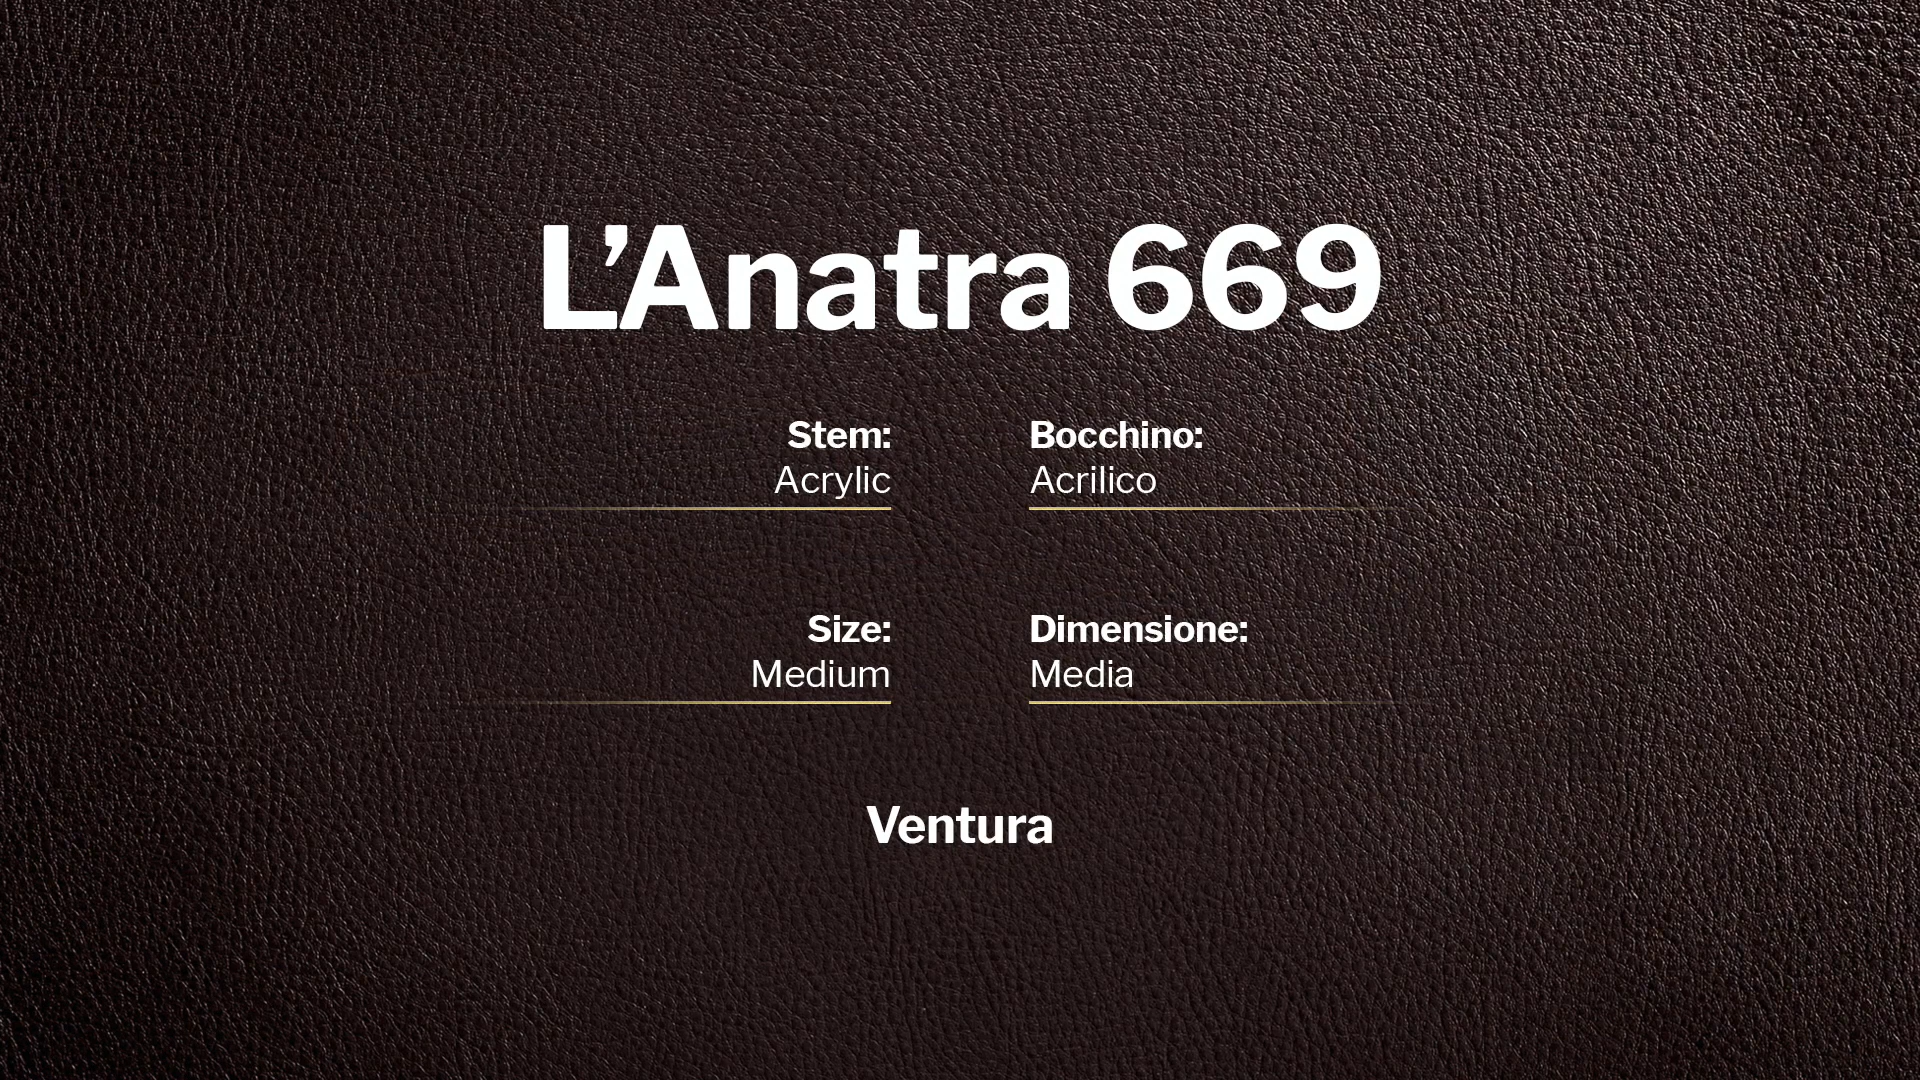 L’Anatra 669
Stem:
Acrylic
Bocchino:
Acrilico
Size:
Medium
Dimensione:
Media
Ventura